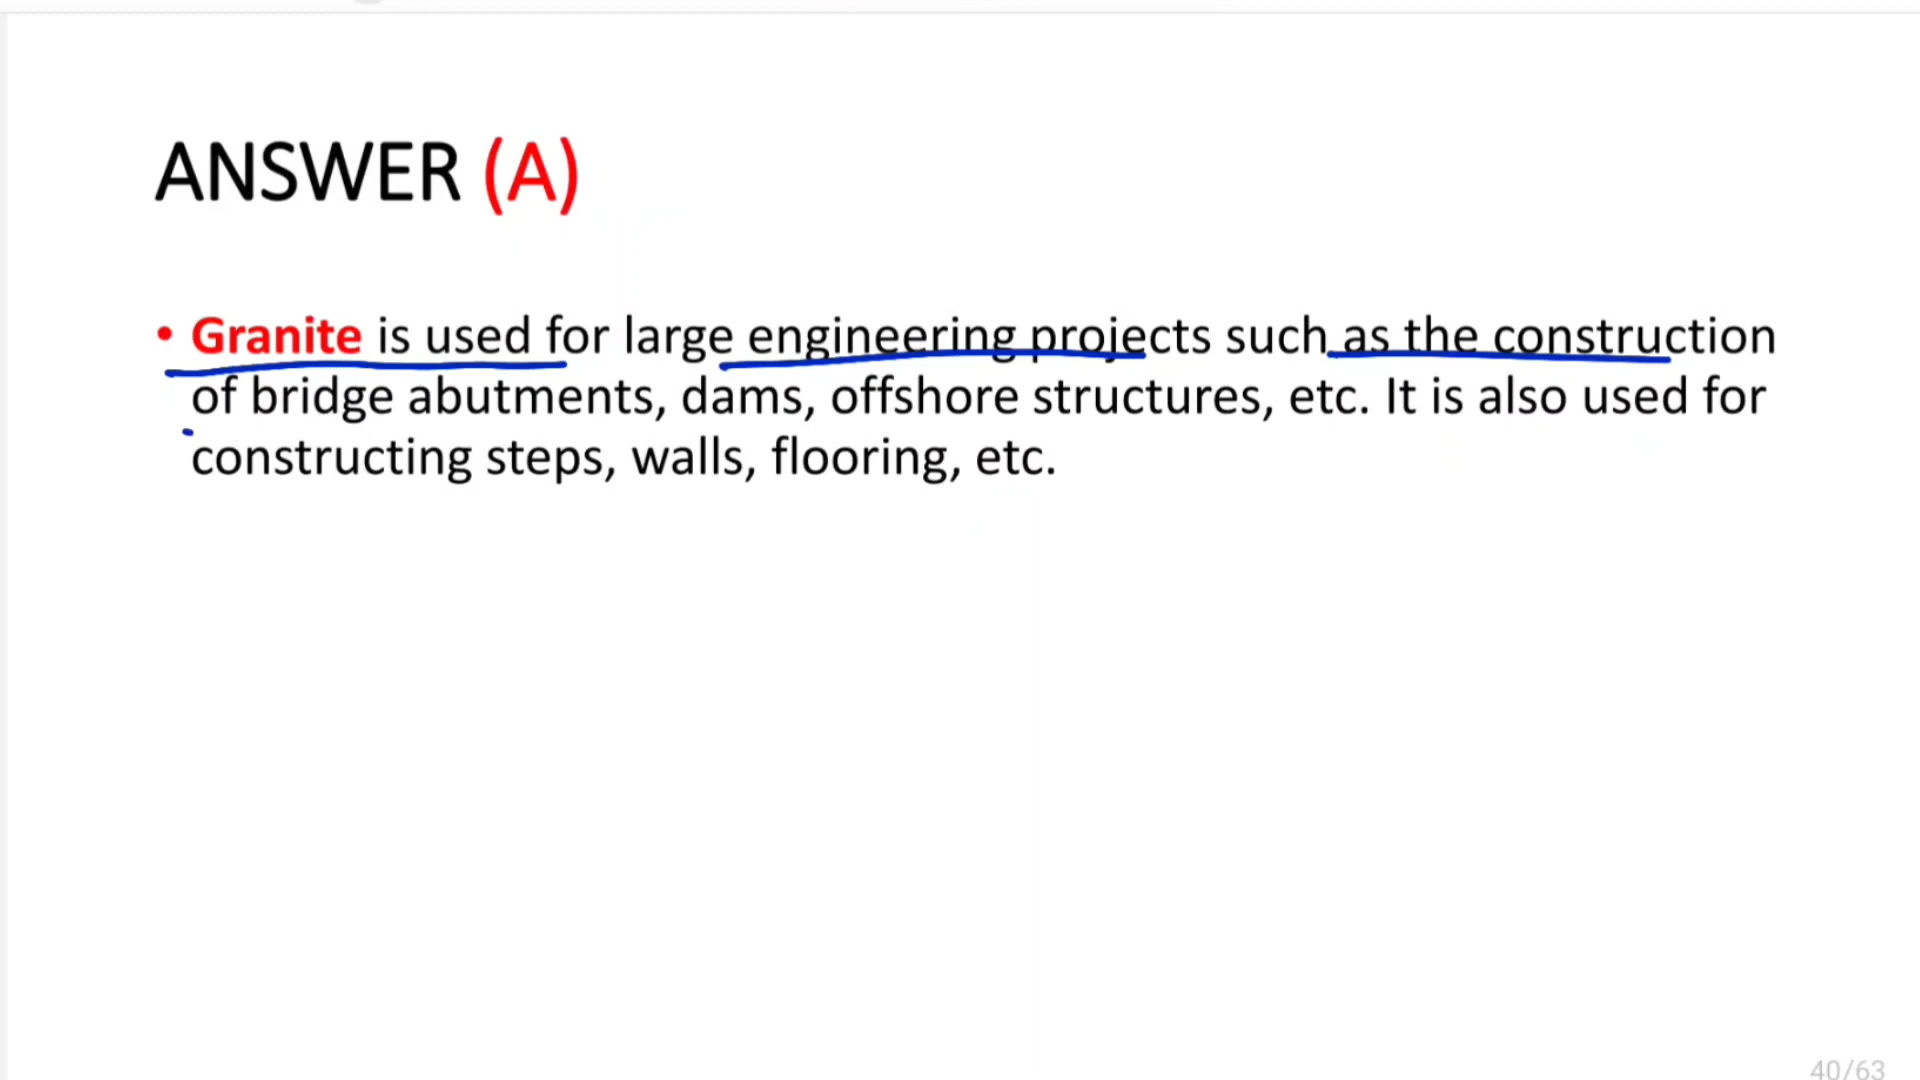 ANSWER (A)
• Granite is used for large engineering projects such as the construction
of bridge abutments, dams, offshore structures, etc. It is also used for
constructing steps, walls, flooring, etc.
40/63